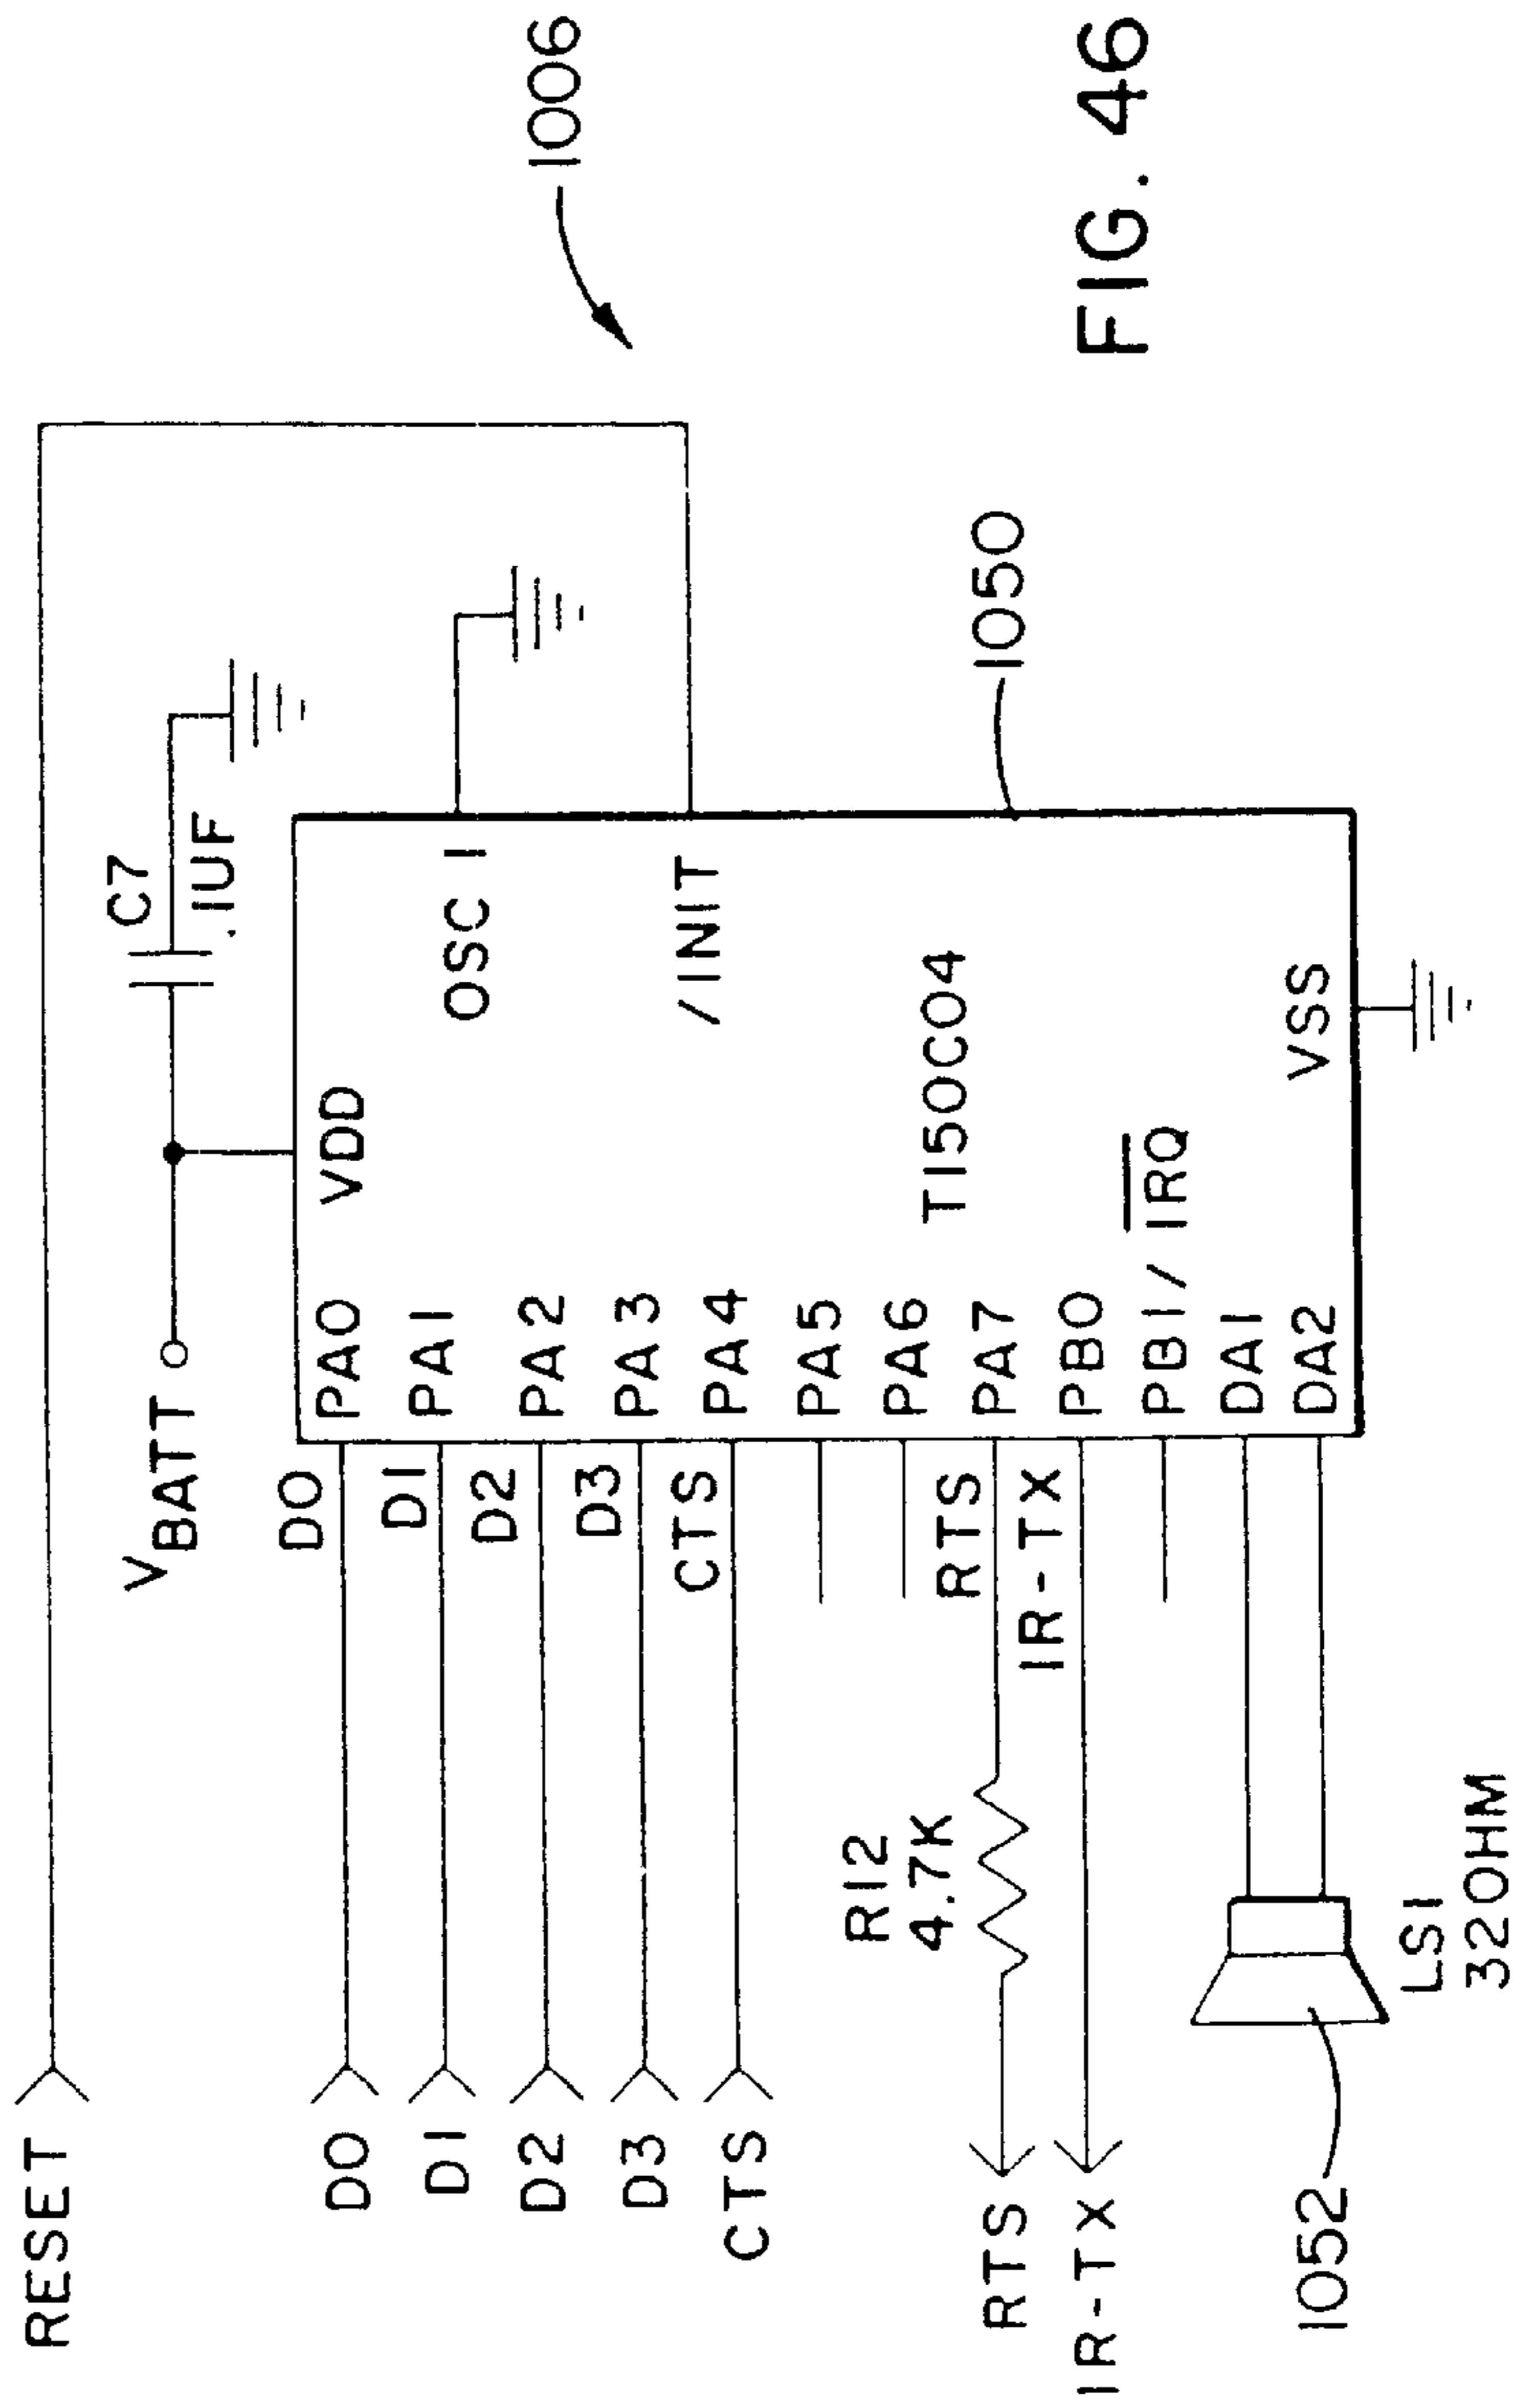 RESET
VBATT
C7
.1UF
1006
D0
D0
PA0
VDD
D1
D1
PA1
OSC 1
D2
D2
PA2
D3
D3
PA3
/INIT
CTS
CTS
PA4
PA5
R12
4.7K
PA6
TI50C04
RTS
RTS
PA7
1050
IR-TX
IR-TX
PB0
PB1/IRQ
DA1
1052
DA2
VSS
LS1
32OHM
FIG. 46